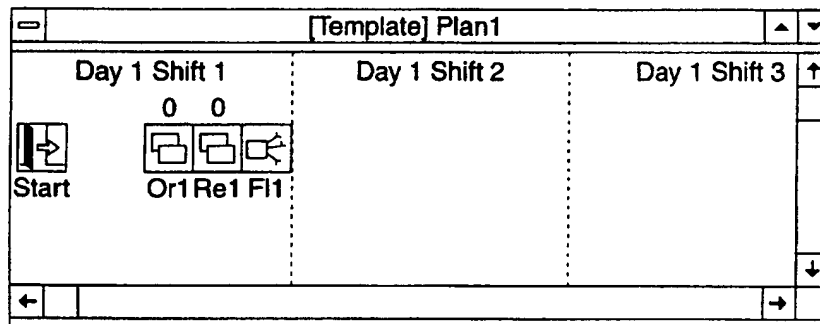 [Template] Plan1
Day 1 Shift 1 Day 1 Shift 2 Day 1 Shift 3
0 0
Start Or1 Re1 Fl1